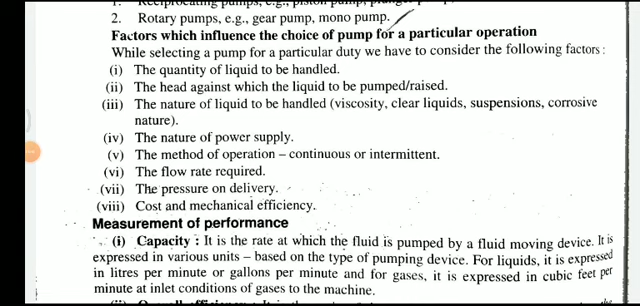 1. Reciprocating pumps, e.g., piston pump, plunger
2. Rotary pumps, e.g., gear pump, mono pump.
Factors which influence the choice of pump for a particular operation
While selecting a pump for a particular duty we have to consider the following factors :
(i) The quantity of liquid to be handled.
(ii) The head against which the liquid to be pumped/raised.
(iii) The nature of liquid to be handled (viscosity, clear liquids, suspensions, corrosive
nature).
(iv) The nature of power supply.
(v) The method of operation – continuous or intermittent.
(vi) The flow rate required.
(vii) The pressure on delivery.
(viii) Cost and mechanical efficiency.
Measurement of performance
(i) Capacity : It is the rate at which the fluid is pumped by a fluid moving device. It is
expressed in various units – based on the type of pumping device. For liquids, it is expressed
in litres per minute or gallons per minute and for gases, it is expressed in cubic feet per
minute at inlet conditions of gases to the machine.